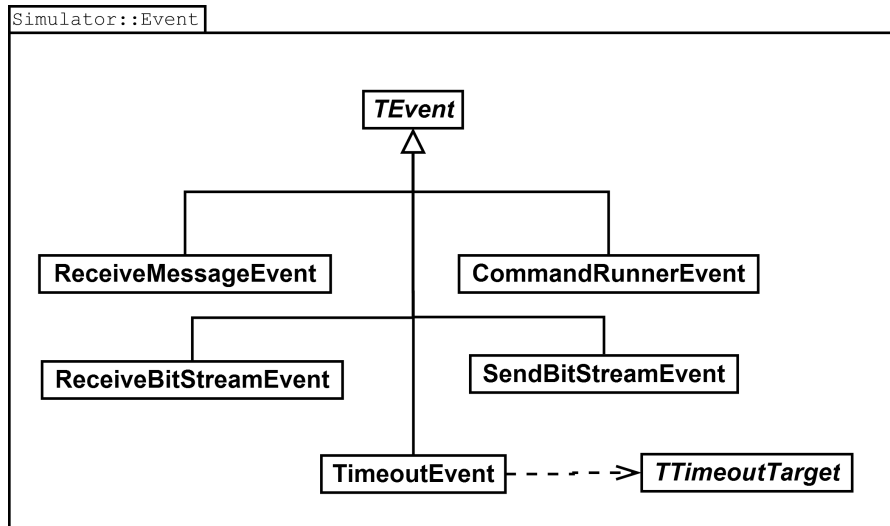 Simulator::Event
TEvent
ReceiveMessageEvent
CommandRunnerEvent
ReceiveBitStreamEvent
SendBitStreamEvent
TimeoutEvent
TTimeoutTarget